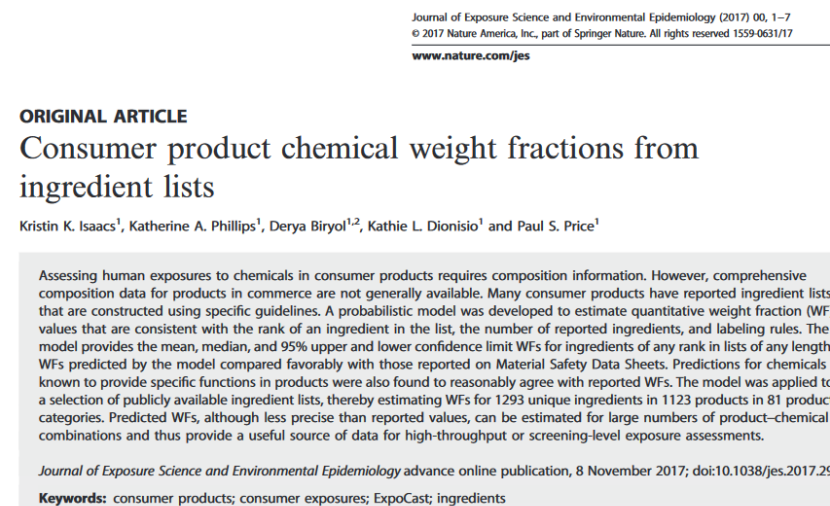 Journal of Exposure Science and Environmental Epidemiology (2017) 00, 1–7
© 2017 Nature America, Inc., part of Springer Nature. All rights reserved 1559-0631/17
www.nature.com/jes
ORIGINAL ARTICLE
Consumer product chemical weight fractions from
ingredient lists
Kristin K. Isaacs1, Katherine A. Phillips1, Derya Biryol1,2, Kathie L. Dionisio1 and Paul S. Price1
Assessing human exposures to chemicals in consumer products requires composition information. However, comprehensive
composition data for products in commerce are not generally available. Many consumer products have reported ingredient lists
that are constructed using specific guidelines. A probabilistic model was developed to estimate quantitative weight fraction (WF
values that are consistent with the rank of an ingredient in the list, the number of reported ingredients, and labeling rules. The
model provides the mean, median, and 95% upper and lower confidence limit WFs for ingredients of any rank in lists of any length
WFs predicted by the model compared favorably with those reported on Material Safety Data Sheets. Predictions for chemicals
known to provide specific functions in products were also found to reasonably agree with reported WFs. The model was applied to
a selection of publicly available ingredient lists, thereby estimating WFs for 1293 unique ingredients in 1123 products in 81 product
categories. Predicted WFs, although less precise than reported values, can be estimated for large numbers of product–chemical
combinations and thus provide a useful source of data for high-throughput or screening-level exposure assessments.
Journal of Exposure Science and Environmental Epidemiology advance online publication, 8 November 2017; doi:10.1038/jes.2017.29
Keywords: consumer products; consumer exposures; ExpoCast; ingredients